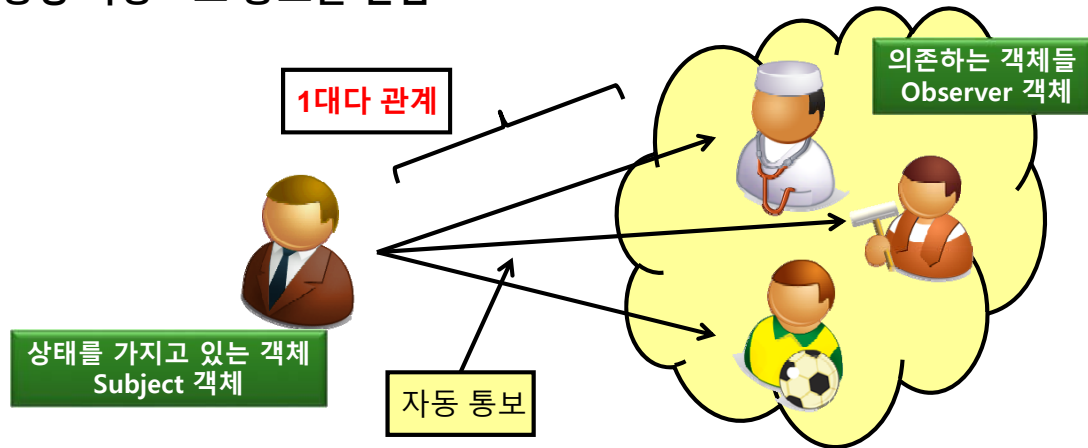 1대다 관계
의존하는 객체들
Observer 객체
상태를 가지고 있는 객체
Subject 객체
자동 통보